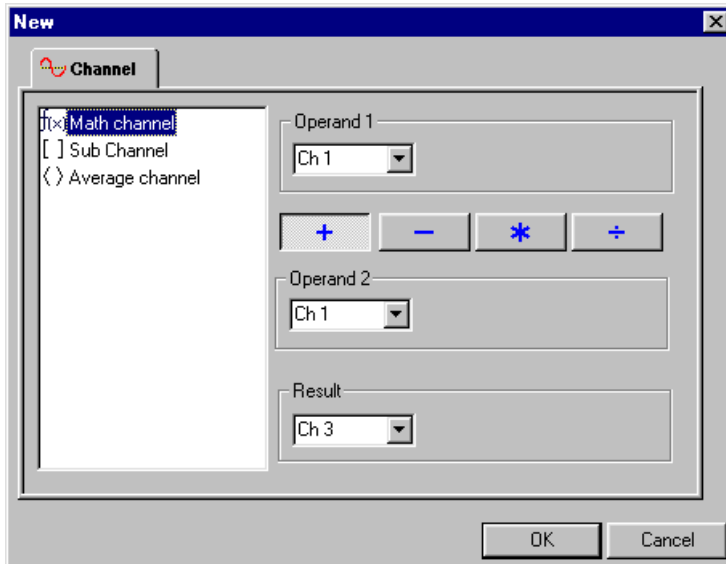 New
Channel
f(x) Math channel
[ ] Sub Channel
⟨ ⟩ Average channel
Operand 1
Ch 1
+ − * ÷
Operand 2
Ch 1
Result
Ch 3
OK Cancel